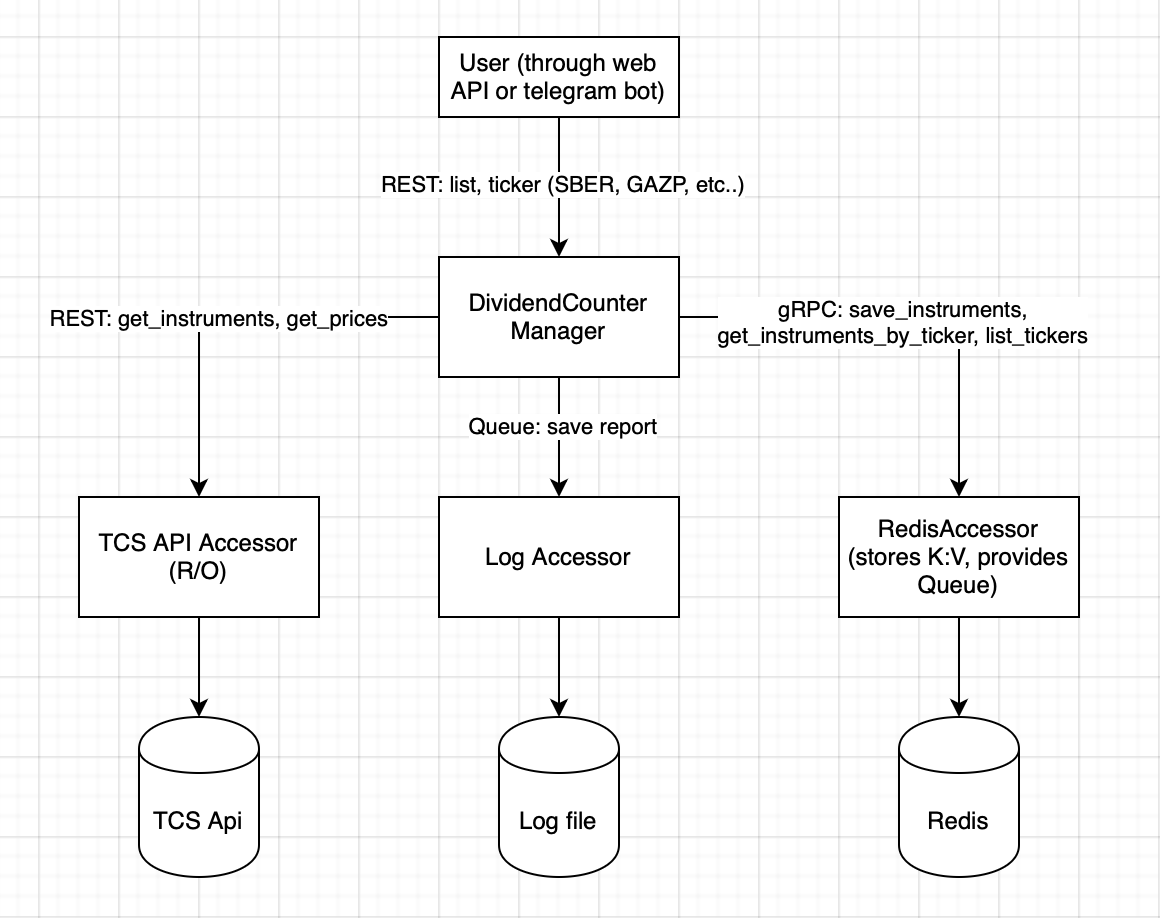 User (through web
API or telegram bot)
REST: list, ticker (SBER, GAZP, etc..)
DividendCounter
Manager
REST: get_instruments, get_prices
gRPC: save_instruments,
get_instruments_by_ticker, list_tickers
Queue: save report
TCS API Accessor
(R/O)
Log Accessor
RedisAccessor
(stores K:V, provides
Queue)
TCS Api
Log file
Redis